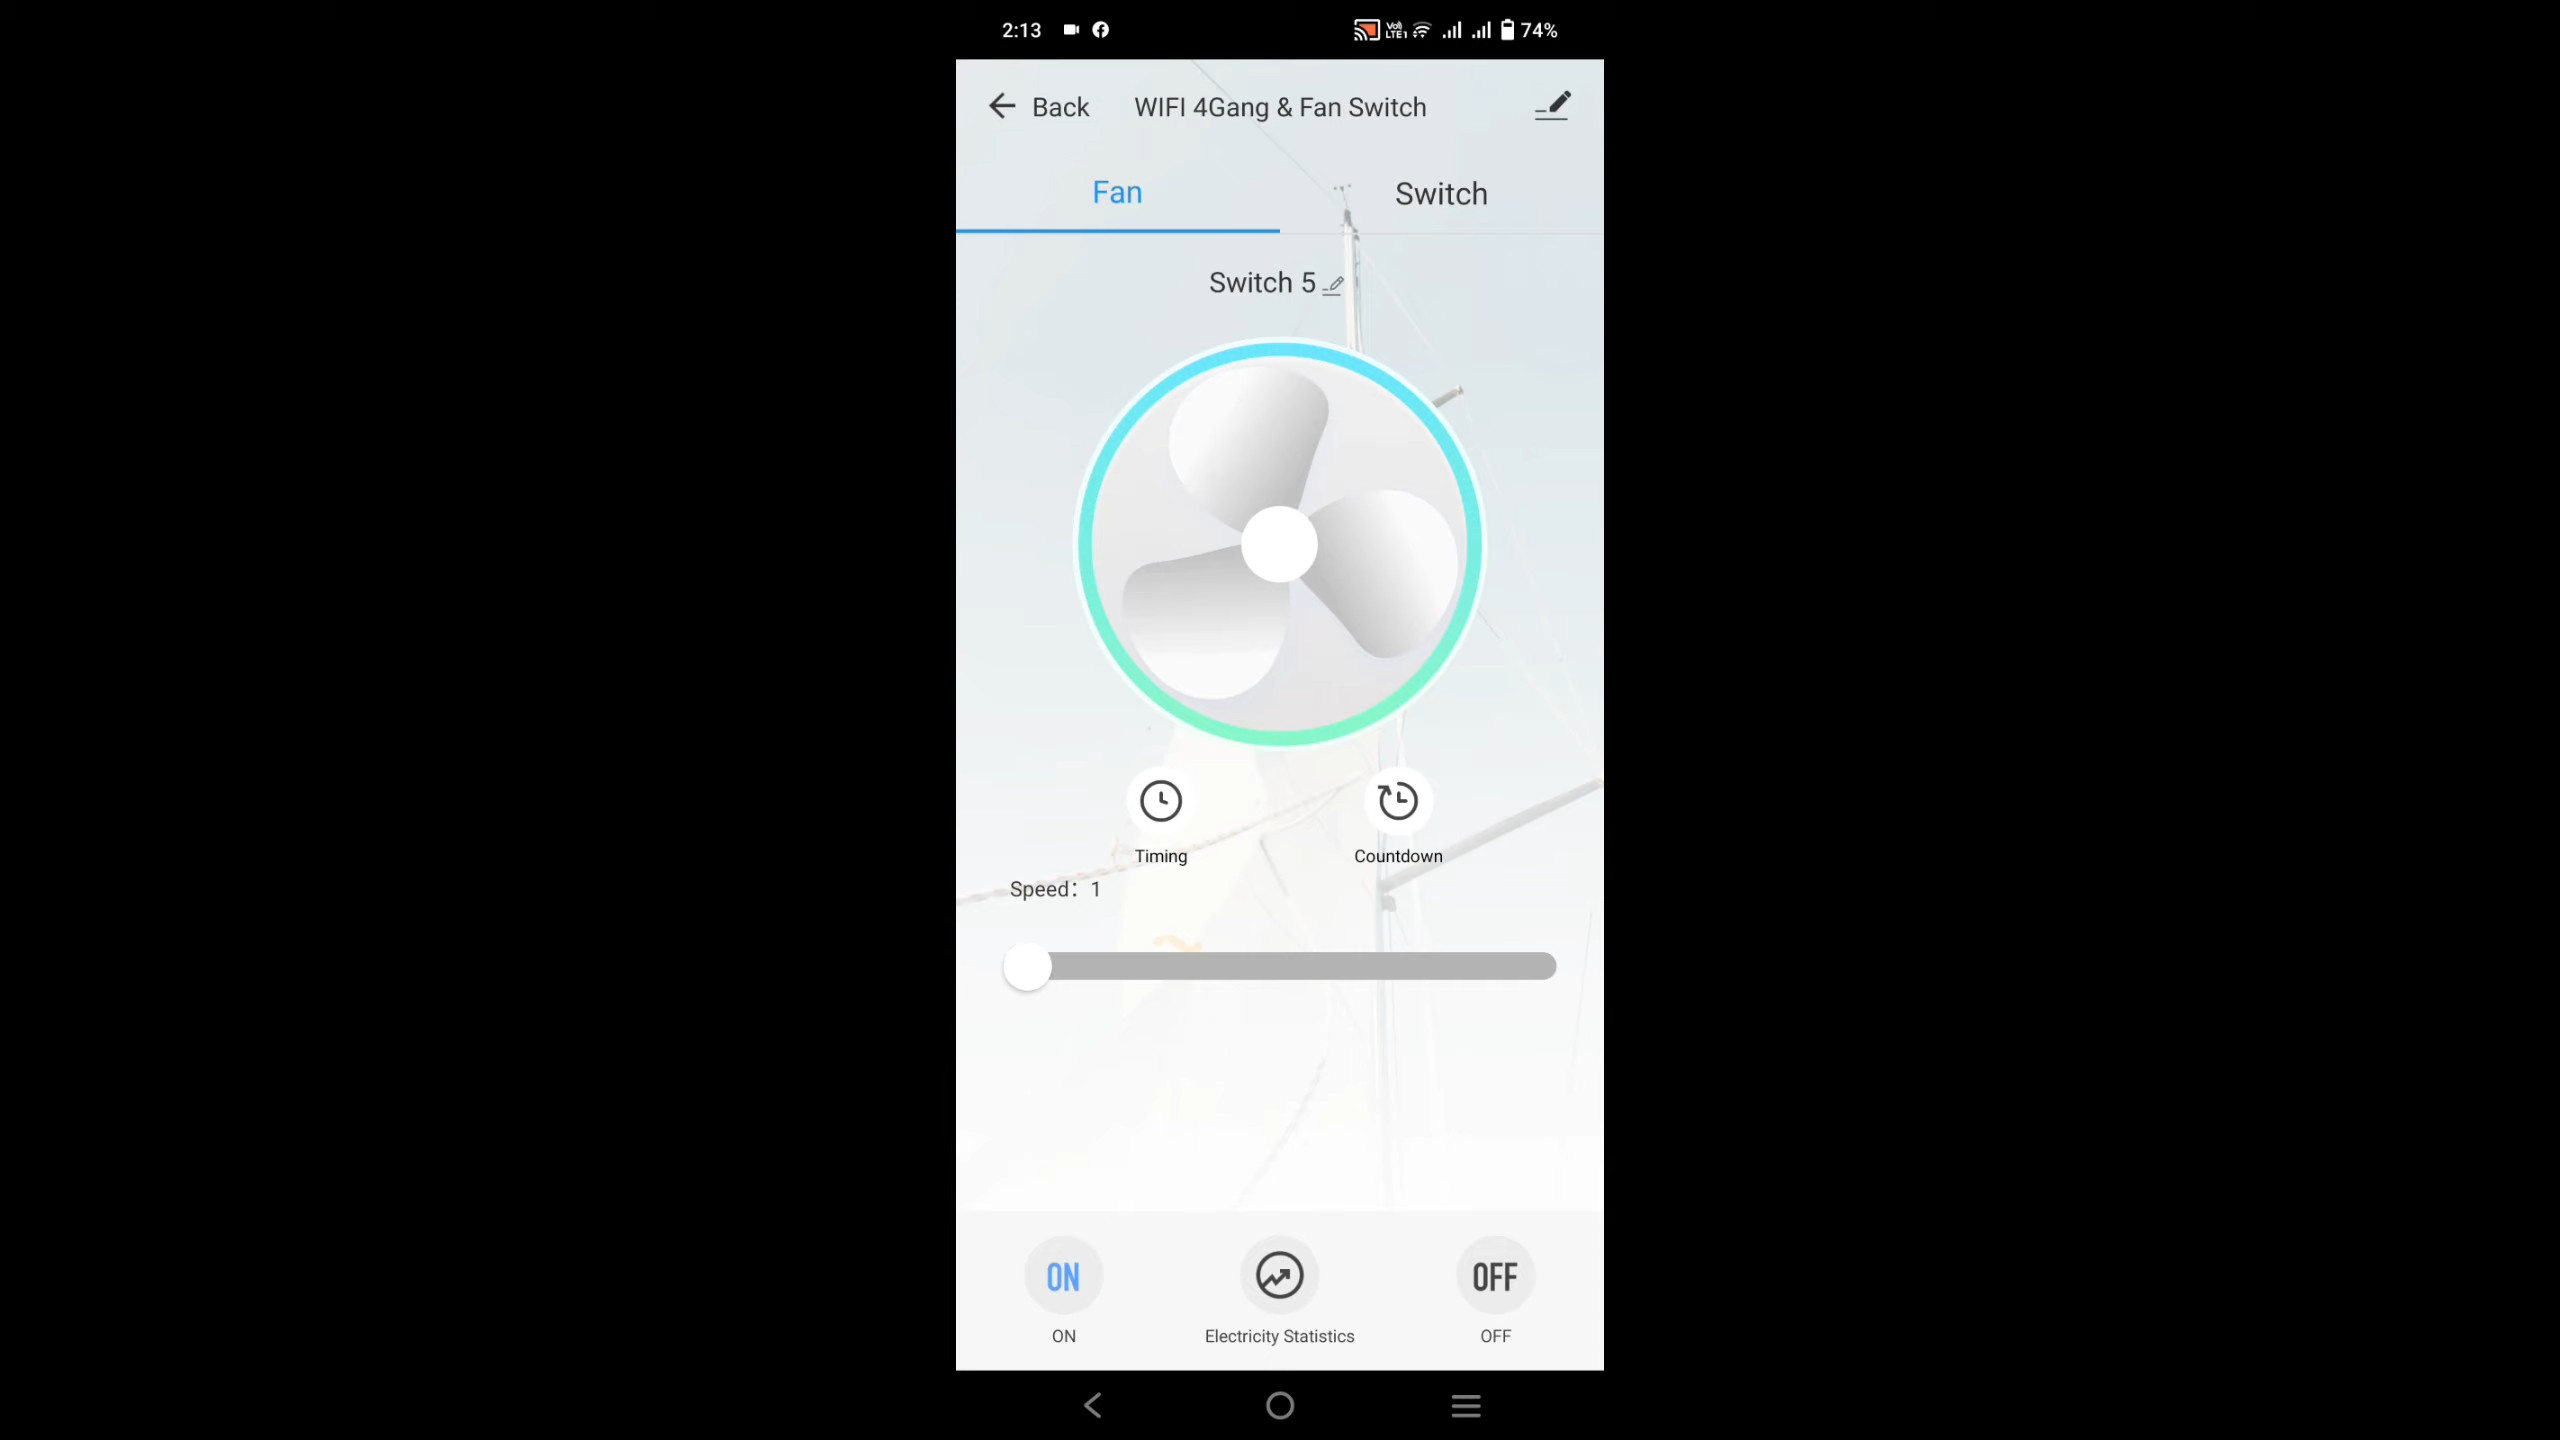 2:13 74%
Back WIFI 4Gang & Fan Switch
Fan Switch
Switch 5
Timing Countdown
Speed: 1
ON OFF
ON Electricity Statistics OFF